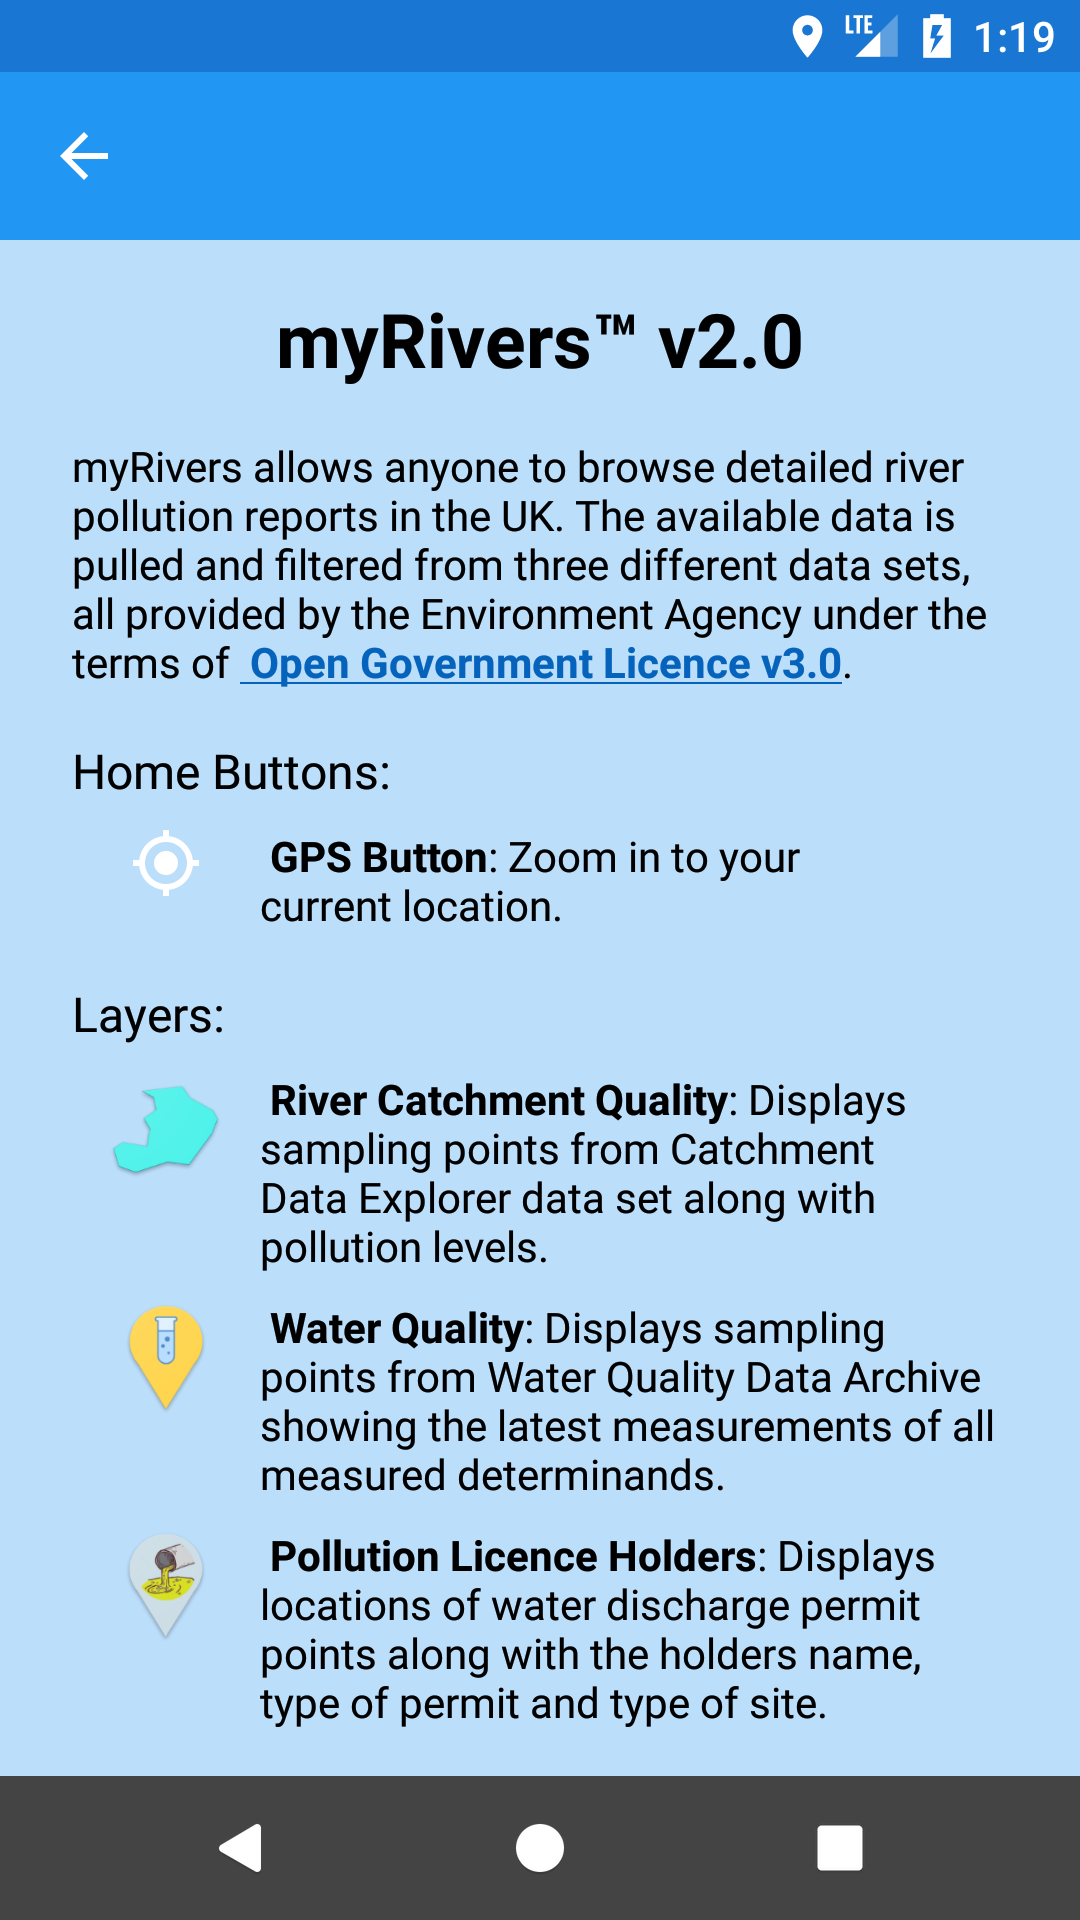 LTE 1:19
myRivers™ v2.0
myRivers allows anyone to browse detailed river
pollution reports in the UK. The available data is
pulled and filtered from three different data sets,
all provided by the Environment Agency under the
terms of Open Government Licence v3.0.
Home Buttons:
GPS Button: Zoom in to your
current location.
Layers:
River Catchment Quality: Displays
sampling points from Catchment
Data Explorer data set along with
pollution levels.
Water Quality: Displays sampling
points from Water Quality Data Archive
showing the latest measurements of all
measured determinands.
Pollution Licence Holders: Displays
locations of water discharge permit
points along with the holders name,
type of permit and type of site.